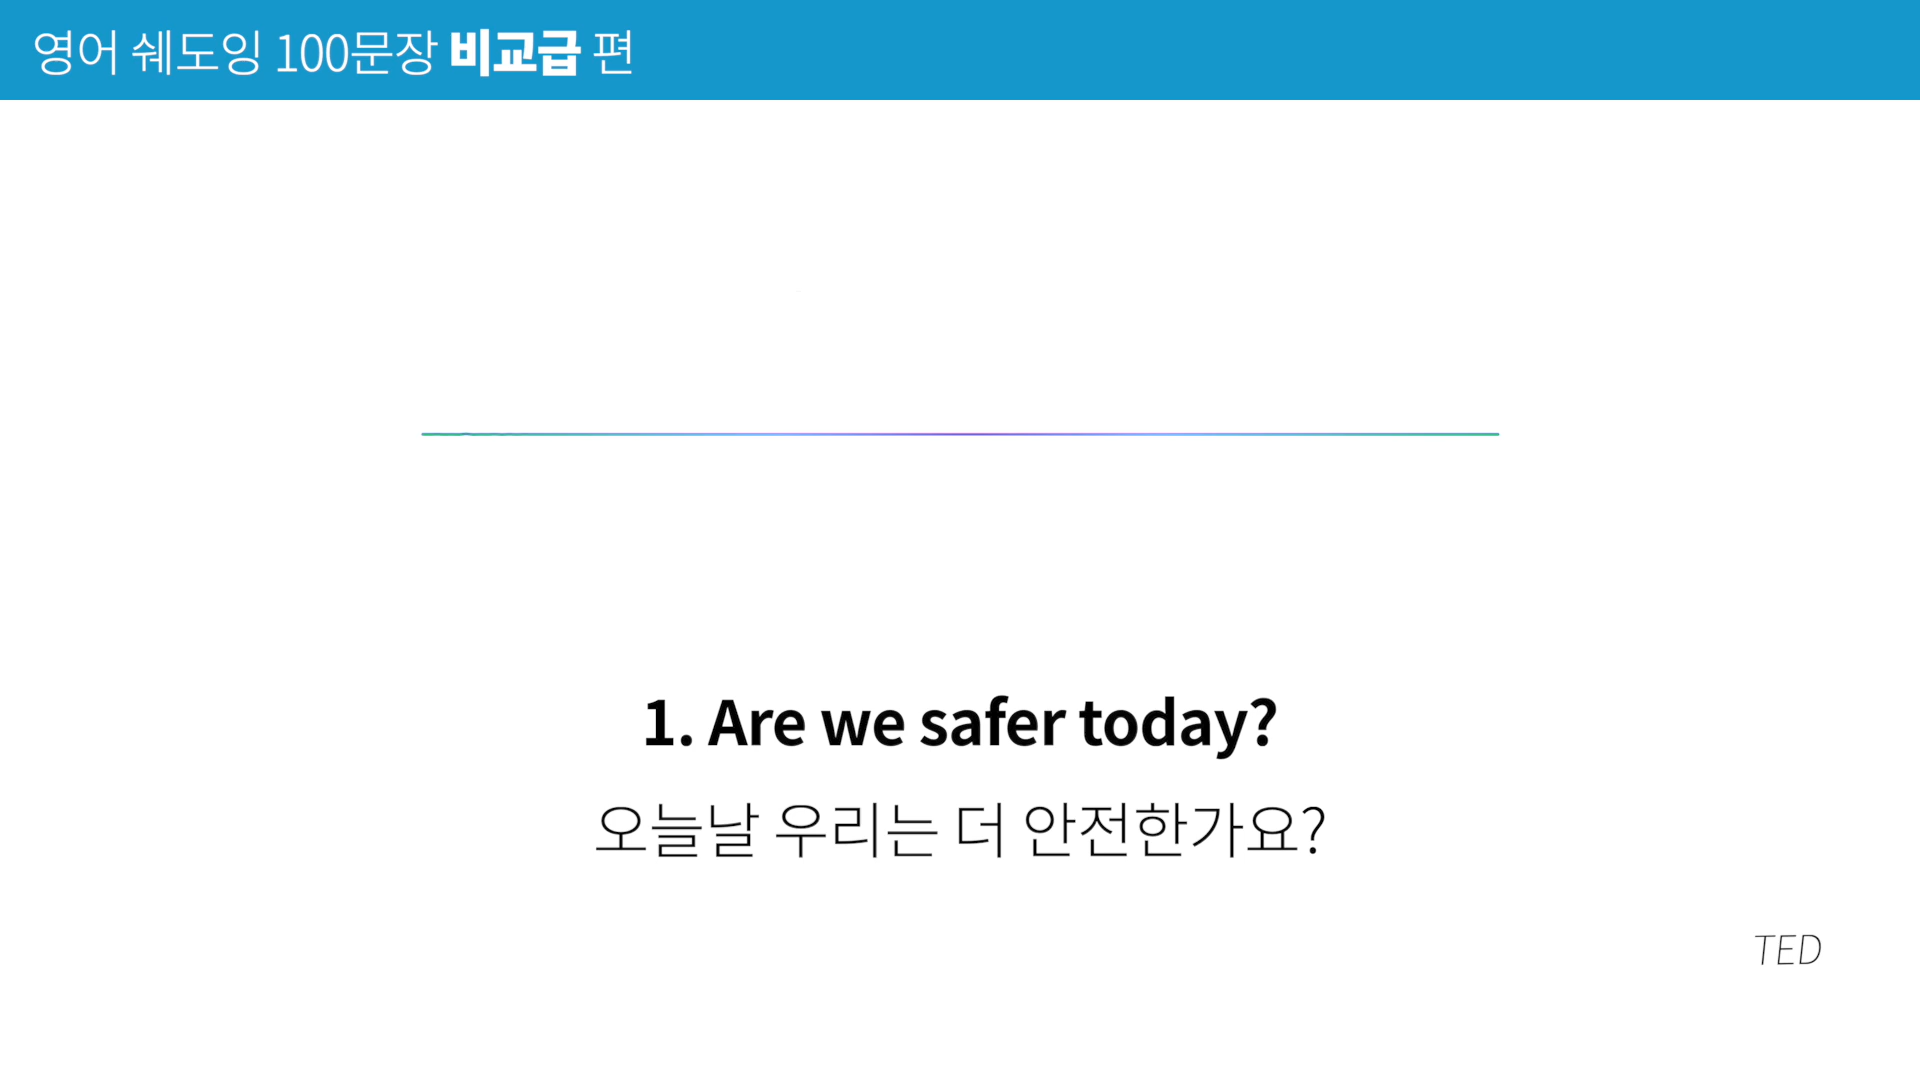 영어 쉐도잉 100문장 비교급 편
1. Are we safer today?
오늘날 우리는 더 안전한가요?
TED